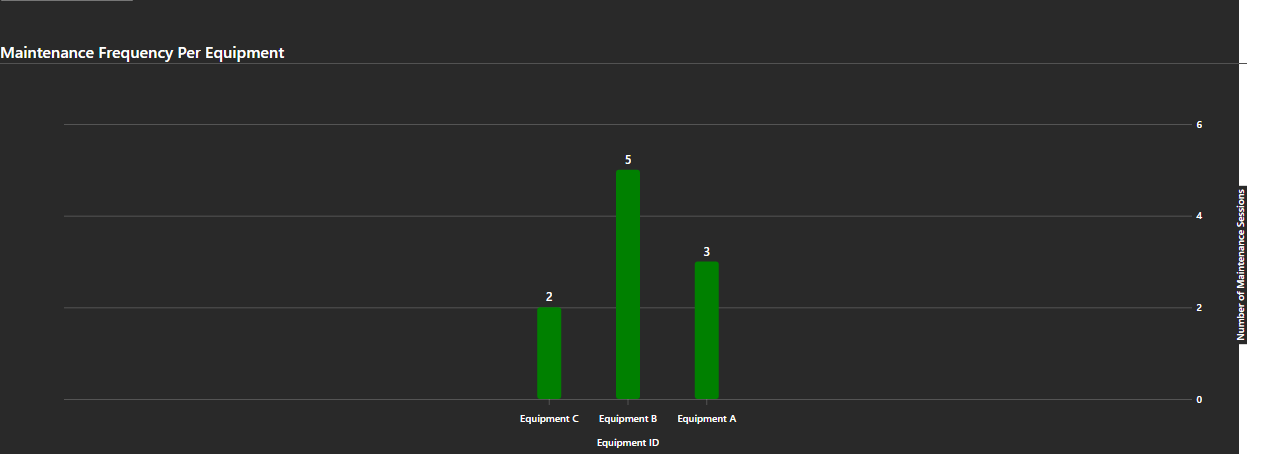 Maintenance Frequency Per Equipment
6
5
4
3
2
2
0
Number of Maintenance Sessions
Equipment C Equipment B Equipment A
Equipment ID